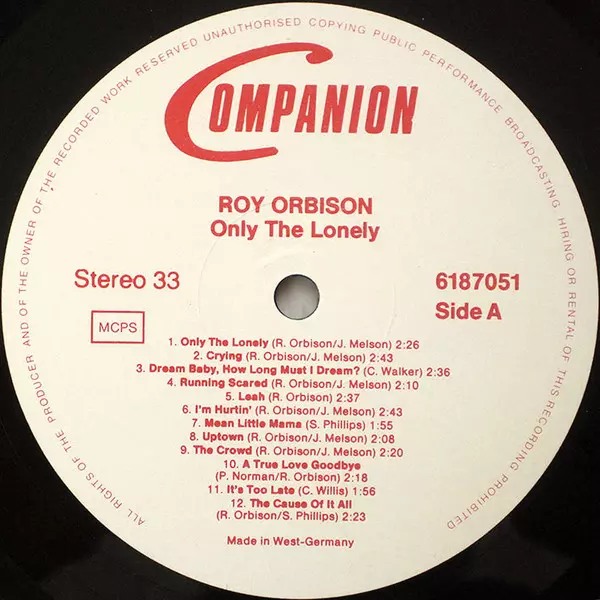 ALL RIGHTS OF THE PRODUCER AND OF THE OWNER OF THE RECORDED WORK RESERVED UNAUTHORISED COPYING PUBLIC PERFORMANCE BROADCASTING HIRING OR RENTAL OF THIS RECORDING PROHIBITED
COMPANION
ROY ORBISON
Only The Lonely
Stereo 33
6187051
MCPS
Side A
1. Only The Lonely (R. Orbison/J. Melson) 2:26
2. Crying (R. Orbison/J. Melson) 2:43
3. Dream Baby, How Long Must I Dream? (C. Walker) 2:36
4. Running Scared (R. Orbison/J. Melson) 2:10
5. Leah (R. Orbison) 2:37
6. I'm Hurtin' (R. Orbison/J. Melson) 2:43
7. Mean Little Mama (S. Phillips) 1:55
8. Uptown (R. Orbison/J. Melson) 2:08
9. The Crowd (R. Orbison/J. Melson) 2:20
10. A True Love Goodbye
(P. Norman/R. Orbison) 2:18
11. It's Too Late (C. Willis) 1:56
12. The Cause Of It All
(R. Orbison/S. Phillips) 2:23
Made in West-Germany